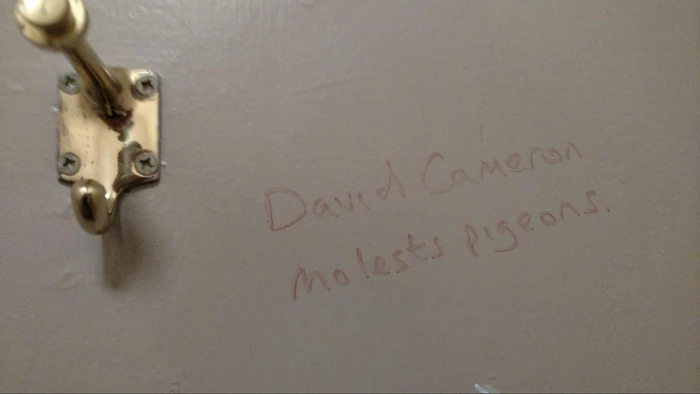 David Cameron
Molests pigeons.